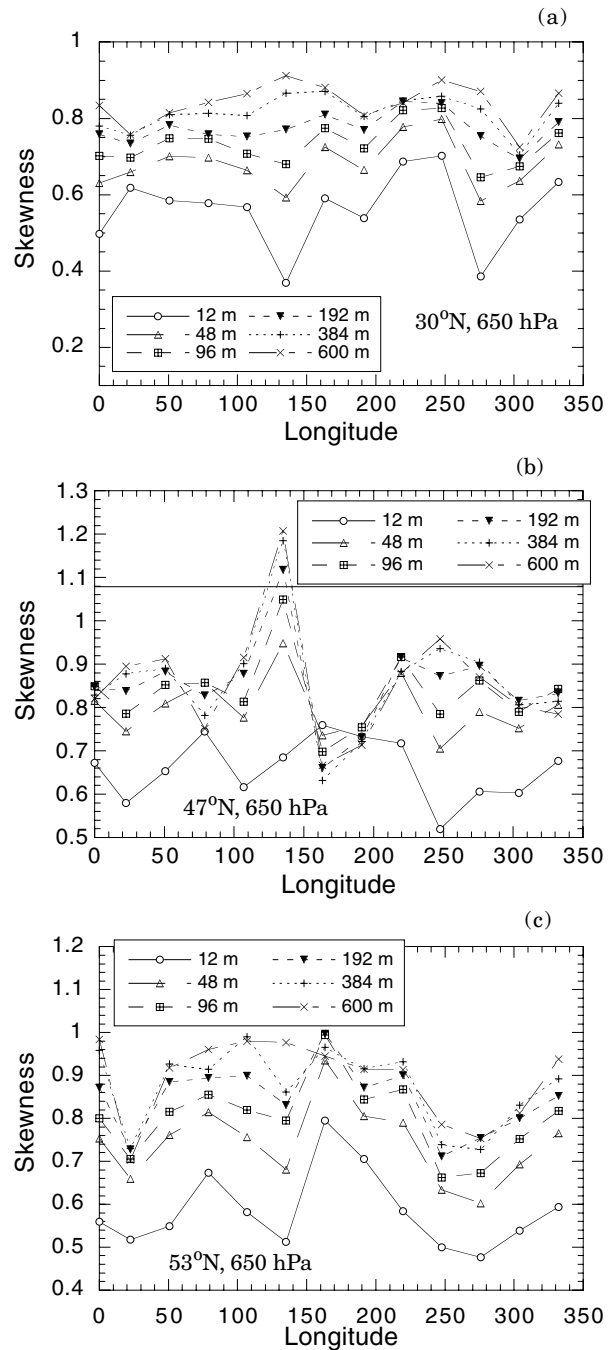 (a)
1
0.8
0.6
0.4
0.2
Skewness
12 m 192 m
48 m 384 m
96 m 600 m
30°N, 650 hPa
0 50 100 150 200 250 300 350
Longitude
(b)
1.3
1.2
1.1
1
0.9
0.8
0.7
0.6
0.5
Skewness
12 m 192 m
48 m 384 m
96 m 600 m
47°N, 650 hPa
0 50 100 150 200 250 300 350
Longitude
(c)
1.2
1.1
1
0.9
0.8
0.7
0.6
0.5
0.4
Skewness
12 m 192 m
48 m 384 m
96 m 600 m
53°N, 650 hPa
0 50 100 150 200 250 300 350
Longitude